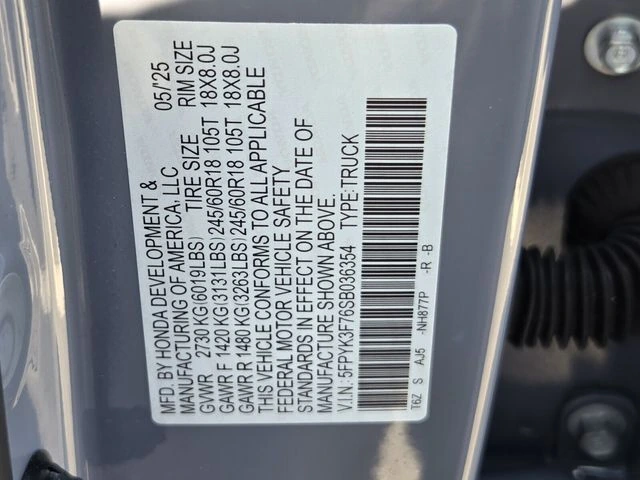 MFD. BY HONDA DEVELOPMENT & 05/25
MANUFACTURING OF AMERICA, LLC
TIRE SIZE RIM SIZE
GVWR 2730 KG(6019LBS)
GAWR F 1420 KG(3131LBS) 245/60R18 105T 18X8.0J
GAWR R 1480 KG(3263LBS) 245/60R18 105T 18X8.0J
THIS VEHICLE CONFORMS TO ALL APPLICABLE
FEDERAL MOTOR VEHICLE SAFETY
STANDARDS IN EFFECT ON THE DATE OF
MANUFACTURE SHOWN ABOVE.
V.I.N.: 5FPYK3F76SB036354 TYPE: TRUCK
T6Z S AJ5 -NH877P -R -B